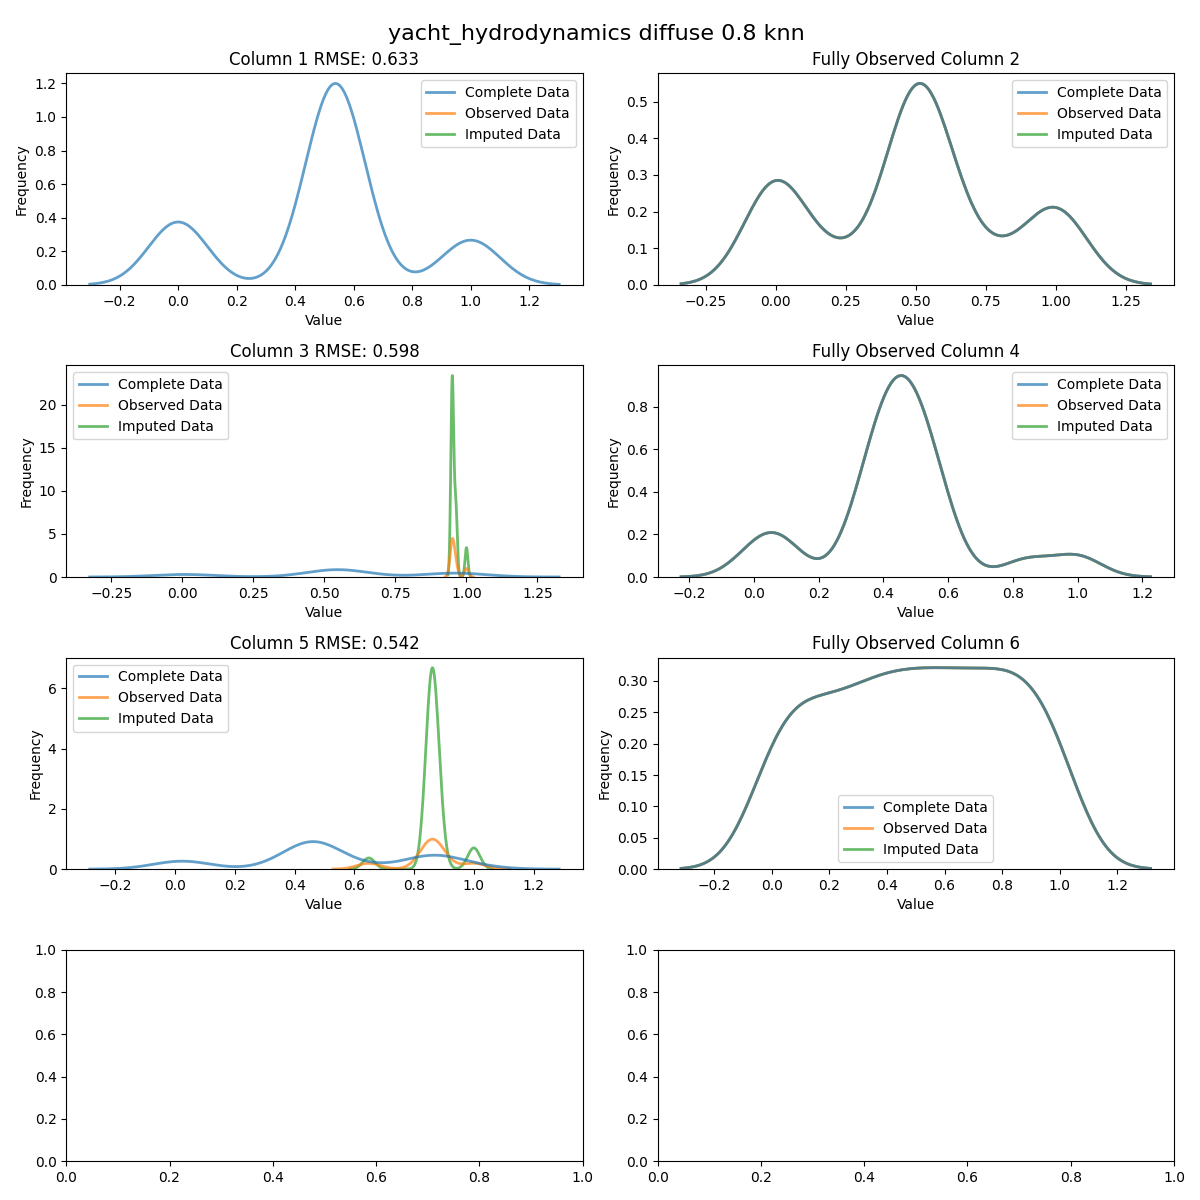 yacht_hydrodynamics diffuse 0.8 knn
Column 1 RMSE: 0.633
Frequency
1.2
1.0
0.8
0.6
0.4
0.2
0.0
Complete Data
Observed Data
Imputed Data
−0.2 0.0 0.2 0.4 0.6 0.8 1.0 1.2
Value
Fully Observed Column 2
Frequency
0.5
0.4
0.3
0.2
0.1
0.0
Complete Data
Observed Data
Imputed Data
−0.25 0.00 0.25 0.50 0.75 1.00 1.25
Value
Column 3 RMSE: 0.598
Frequency
20
15
10
5
0
Complete Data
Observed Data
Imputed Data
−0.25 0.00 0.25 0.50 0.75 1.00 1.25
Value
Fully Observed Column 4
Frequency
0.8
0.6
0.4
0.2
0.0
Complete Data
Observed Data
Imputed Data
−0.2 0.0 0.2 0.4 0.6 0.8 1.0 1.2
Value
Column 5 RMSE: 0.542
Frequency
6
4
2
0
Complete Data
Observed Data
Imputed Data
−0.2 0.0 0.2 0.4 0.6 0.8 1.0 1.2
Value
Fully Observed Column 6
Frequency
0.30
0.25
0.20
0.15
0.10
0.05
0.00
Complete Data
Observed Data
Imputed Data
−0.2 0.0 0.2 0.4 0.6 0.8 1.0 1.2
Value
1.0
0.8
0.6
0.4
0.2
0.0
0.0 0.2 0.4 0.6 0.8 1.0
1.0
0.8
0.6
0.4
0.2
0.0
0.0 0.2 0.4 0.6 0.8 1.0